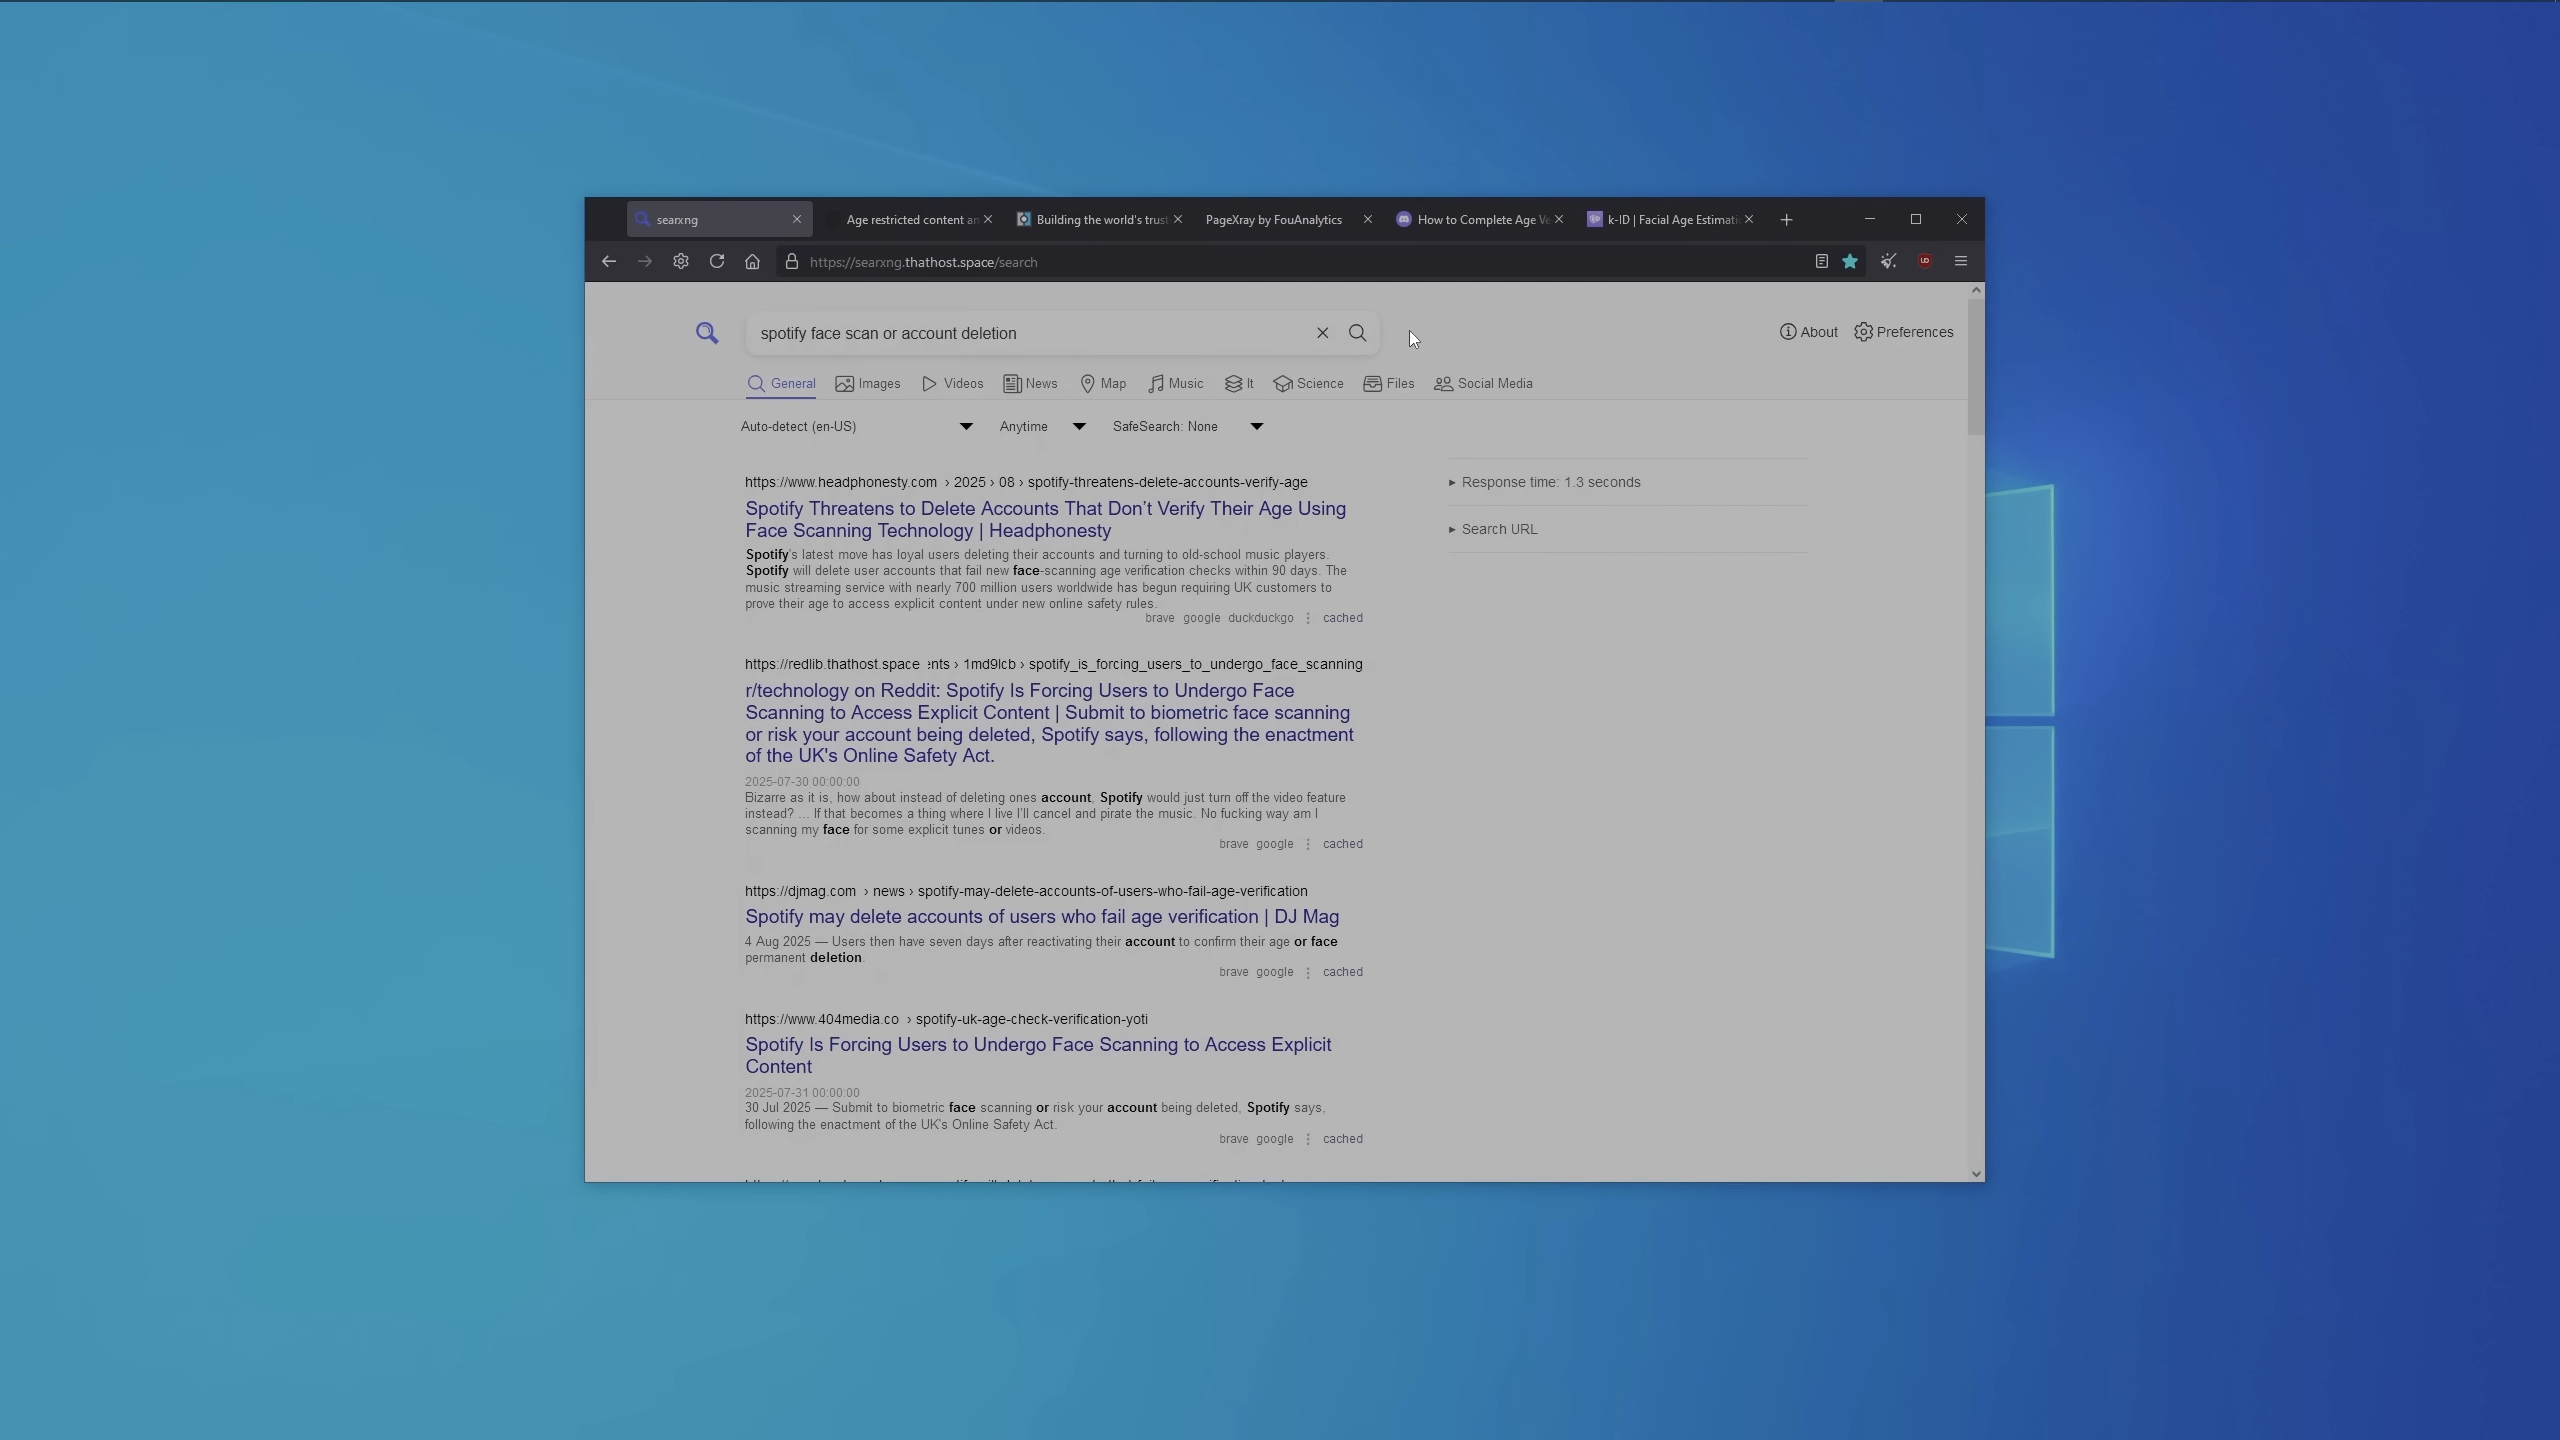 searxng
Age restricted content an
Building the world's trust
PageXray by FouAnalytics
How to Complete Age Ve
k-ID | Facial Age Estimati
https://searxng.thathost.space/search
spotify face scan or account deletion
About
Preferences
General
Images
Videos
News
Map
Music
It
Science
Files
Social Media
Auto-detect (en-US)
Anytime
SafeSearch: None
https://www.headphonesty.com › 2025 › 08 › spotify-threatens-delete-accounts-verify-age
Spotify Threatens to Delete Accounts That Don’t Verify Their Age Using
Face Scanning Technology | Headphonesty
Spotify's latest move has loyal users deleting their accounts and turning to old-school music players.
Spotify will delete user accounts that fail new face-scanning age verification checks within 90 days. The
music streaming service with nearly 700 million users worldwide has begun requiring UK customers to
prove their age to access explicit content under new online safety rules.
brave google duckduckgo cached
Response time: 1.3 seconds
Search URL
https://redlib.thathost.space nts › 1md9lcb › spotify_is_forcing_users_to_undergo_face_scanning
r/technology on Reddit: Spotify Is Forcing Users to Undergo Face
Scanning to Access Explicit Content | Submit to biometric face scanning
or risk your account being deleted, Spotify says, following the enactment
of the UK's Online Safety Act.
2025-07-30 00:00:00
Bizarre as it is, how about instead of deleting ones account, Spotify would just turn off the video feature
instead? ... If that becomes a thing where I live I'll cancel and pirate the music. No fucking way am I
scanning my face for some explicit tunes or videos.
brave google cached
https://djmag.com › news › spotify-may-delete-accounts-of-users-who-fail-age-verification
Spotify may delete accounts of users who fail age verification | DJ Mag
4 Aug 2025 — Users then have seven days after reactivating their account to confirm their age or face
permanent deletion.
brave google cached
https://www.404media.co › spotify-uk-age-check-verification-yoti
Spotify Is Forcing Users to Undergo Face Scanning to Access Explicit
Content
2025-07-31 00:00:00
30 Jul 2025 — Submit to biometric face scanning or risk your account being deleted, Spotify says,
following the enactment of the UK's Online Safety Act.
brave google cached